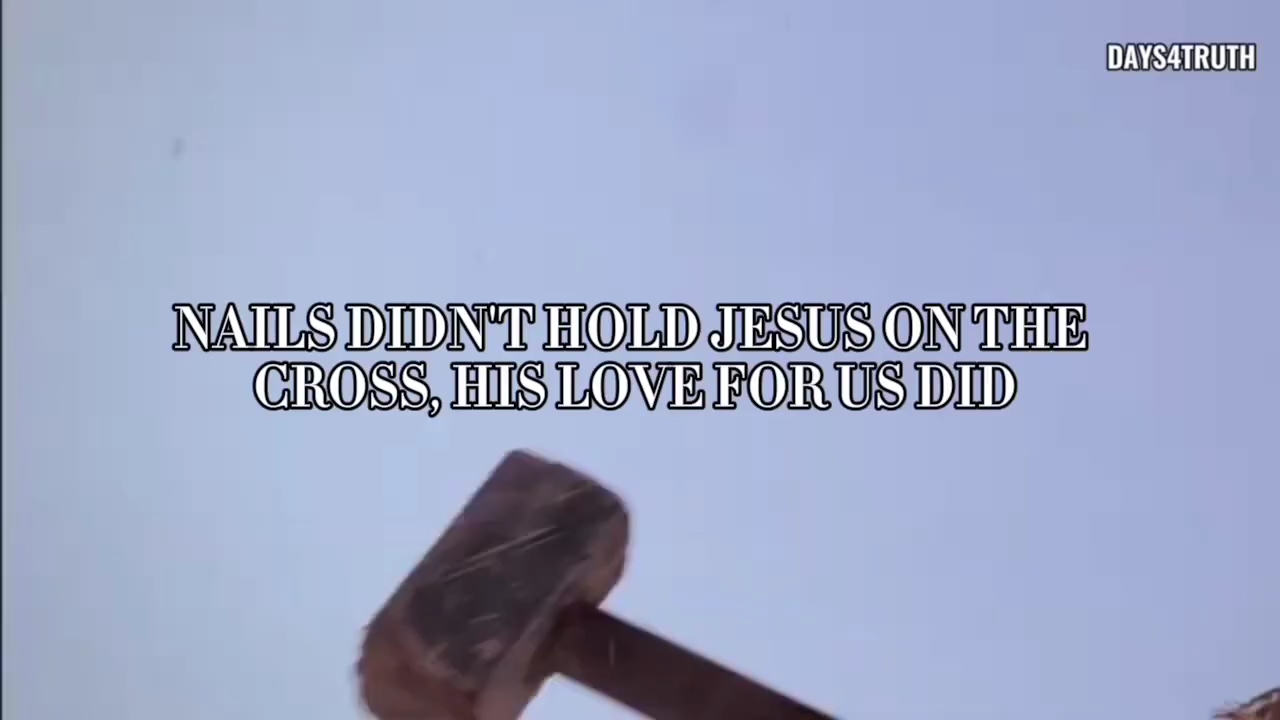 DAYS4TRUTH
NAILS DIDN'T HOLD JESUS ON THE
CROSS, HIS LOVE FOR US DID